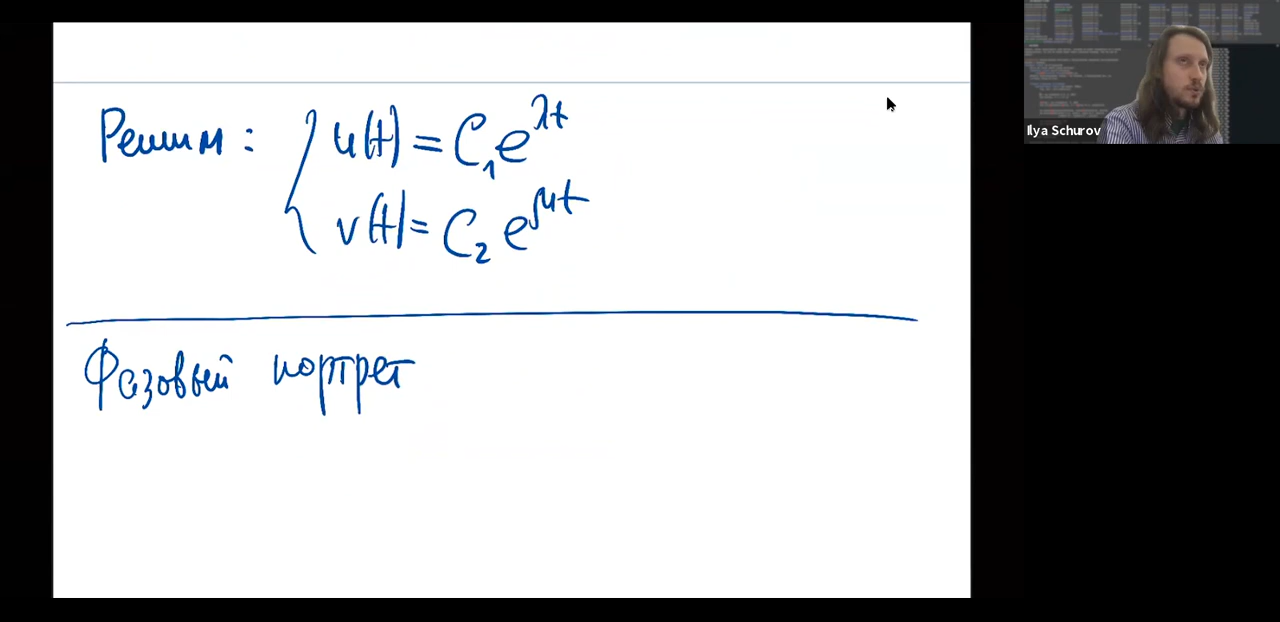 Решим: { u(t) = C₁e^{λt}
v(t) = C₂e^{μt}
Фазовый портрет
Ilya Schurov